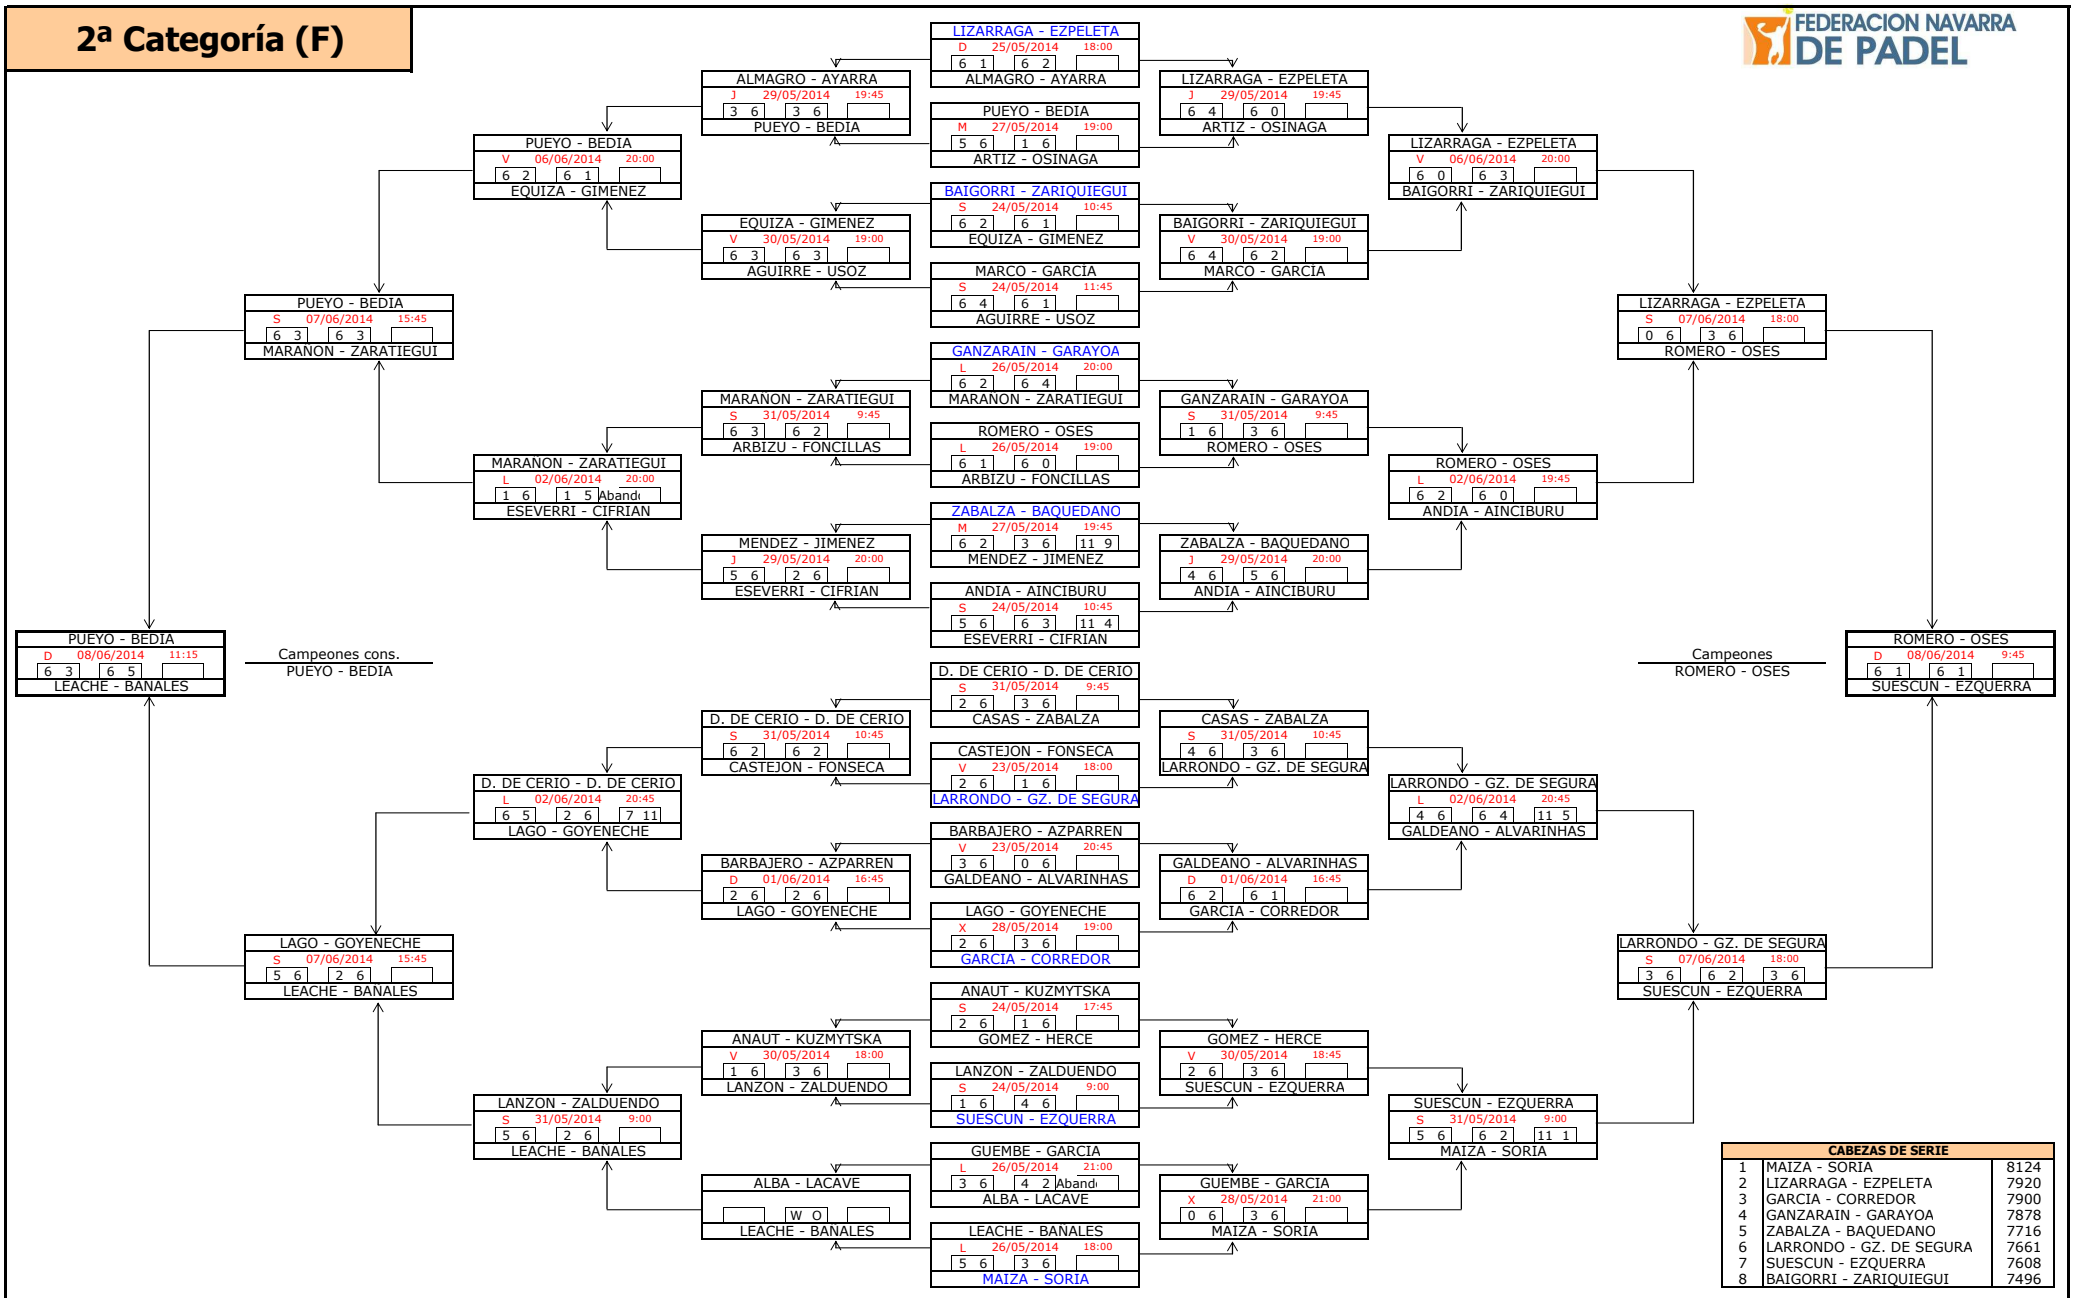 2ª Categoría (F)
FEDERACION NAVARRA
DE PADEL
LIZARRAGA - EZPELETA
D 25/05/2014 18:00
6 1 6 2
ALMAGRO - AYARRA
PUEYO - BEDIA
M 27/05/2014 19:00
5 6 1 6
ARTIZ - OSINAGA
BAIGORRI - ZARIQUIEGUI
S 24/05/2014 10:45
6 2 6 1
EQUIZA - GIMENEZ
MARCO - GARCÍA
S 24/05/2014 11:45
6 4 6 1
AGUIRRE - USOZ
GANZARAIN - GARAYOA
L 26/05/2014 20:00
6 2 6 4
MARAÑON - ZARATIEGUI
ROMERO - OSES
L 26/05/2014 19:00
6 1 6 0
ARBIZU - FONCILLAS
ZABALZA - BAQUEDANO
M 27/05/2014 19:45
6 2 3 6 11 9
MENDEZ - JIMENEZ
ANDIA - AINCIBURU
S 24/05/2014 10:45
5 6 6 3 11 4
ESEVERRI - CIFRIAN
D. DE CERIO - D. DE CERIO
S 31/05/2014 9:45
2 6 3 6
CASAS - ZABALZA
CASTEJON - FONSECA
V 23/05/2014 18:00
2 6 1 6
LARRONDO - GZ. DE SEGURA
BARBAJERO - AZPARREN
V 23/05/2014 20:45
3 6 0 6
GALDEANO - ALVARINHAS
LAGO - GOYENECHE
X 28/05/2014 19:00
2 6 3 6
GARCIA - CORREDOR
ANAUT - KUZMYTSKA
S 24/05/2014 17:45
2 6 1 6
GOMEZ - HERCE
LANZON - ZALDUENDO
S 24/05/2014 9:00
1 6 4 6
SUESCUN - EZQUERRA
GUEMBE - GARCIA
L 26/05/2014 21:00
3 6 4 2 Aband
ALBA - LACAVE
LEACHE - BAÑALES
L 26/05/2014 18:00
5 6 3 6
MAIZA - SORIA
ALMAGRO - AYARRA
J 29/05/2014 19:45
3 6 3 6
PUEYO - BEDIA
EQUIZA - GIMENEZ
V 30/05/2014 19:00
6 3 6 3
AGUIRRE - USOZ
MARAÑON - ZARATIEGUI
S 31/05/2014 9:45
6 3 6 2
ARBIZU - FONCILLAS
MENDEZ - JIMENEZ
J 29/05/2014 20:00
5 6 2 6
ESEVERRI - CIFRIAN
D. DE CERIO - D. DE CERIO
S 31/05/2014 10:45
6 2 6 2
CASTEJON - FONSECA
BARBAJERO - AZPARREN
D 01/06/2014 16:45
2 6 2 6
LAGO - GOYENECHE
ANAUT - KUZMYTSKA
V 30/05/2014 18:00
1 6 3 6
LANZON - ZALDUENDO
ALBA - LACAVE
W O
LEACHE - BAÑALES
PUEYO - BEDIA
V 06/06/2014 20:00
6 2 6 1
EQUIZA - GIMENEZ
MARAÑON - ZARATIEGUI
L 02/06/2014 20:00
1 6 1 5 Aband
ESEVERRI - CIFRIAN
D. DE CERIO - D. DE CERIO
L 02/06/2014 20:45
6 5 2 6 7 11
LAGO - GOYENECHE
LANZON - ZALDUENDO
S 31/05/2014 9:00
5 6 2 6
LEACHE - BAÑALES
PUEYO - BEDIA
S 07/06/2014 15:45
6 3 6 3
MARAÑON - ZARATIEGUI
LAGO - GOYENECHE
S 07/06/2014 15:45
5 6 2 6
LEACHE - BAÑALES
PUEYO - BEDIA
D 08/06/2014 11:15
6 3 6 5
LEACHE - BAÑALES
Campeones cons.
PUEYO - BEDIA
LIZARRAGA - EZPELETA
J 29/05/2014 19:45
6 4 6 0
ARTIZ - OSINAGA
BAIGORRI - ZARIQUIEGUI
V 30/05/2014 19:00
6 4 6 2
MARCO - GARCÍA
GANZARAIN - GARAYOA
S 31/05/2014 9:45
1 6 3 6
ROMERO - OSES
ZABALZA - BAQUEDANO
J 29/05/2014 20:00
4 6 5 6
ANDIA - AINCIBURU
CASAS - ZABALZA
S 31/05/2014 10:45
4 6 3 6
LARRONDO - GZ. DE SEGURA
GALDEANO - ALVARINHAS
D 01/06/2014 16:45
6 2 6 1
GARCIA - CORREDOR
GOMEZ - HERCE
V 30/05/2014 18:45
2 6 3 6
SUESCUN - EZQUERRA
GUEMBE - GARCIA
X 28/05/2014 21:00
0 6 3 6
MAIZA - SORIA
LIZARRAGA - EZPELETA
V 06/06/2014 20:00
6 0 6 3
BAIGORRI - ZARIQUIEGUI
ROMERO - OSES
L 02/06/2014 19:45
6 2 6 0
ANDIA - AINCIBURU
LARRONDO - GZ. DE SEGURA
L 02/06/2014 20:45
4 6 6 4 11 5
GALDEANO - ALVARINHAS
SUESCUN - EZQUERRA
S 31/05/2014 9:00
5 6 6 2 11 1
MAIZA - SORIA
LIZARRAGA - EZPELETA
S 07/06/2014 18:00
0 6 3 6
ROMERO - OSES
LARRONDO - GZ. DE SEGURA
S 07/06/2014 18:00
3 6 6 2 3 6
SUESCUN - EZQUERRA
Campeones
ROMERO - OSES
ROMERO - OSES
D 08/06/2014 9:45
6 1 6 1
SUESCUN - EZQUERRA
CABEZAS DE SERIE
1 MAIZA - SORIA 8124
2 LIZARRAGA - EZPELETA 7920
3 GARCIA - CORREDOR 7900
4 GANZARAIN - GARAYOA 7878
5 ZABALZA - BAQUEDANO 7716
6 LARRONDO - GZ. DE SEGURA 7661
7 SUESCUN - EZQUERRA 7608
8 BAIGORRI - ZARIQUIEGUI 7496